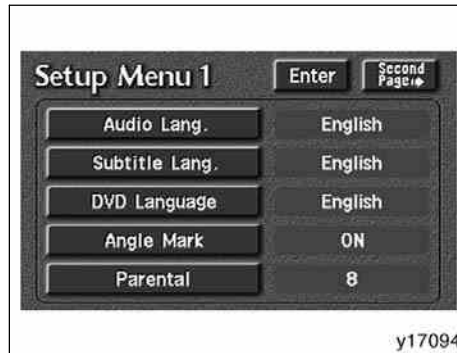 Setup Menu 1 Enter Second
Page
Audio Lang. English
Subtitle Lang. English
DVD Language English
Angle Mark ON
Parental 8
y17094